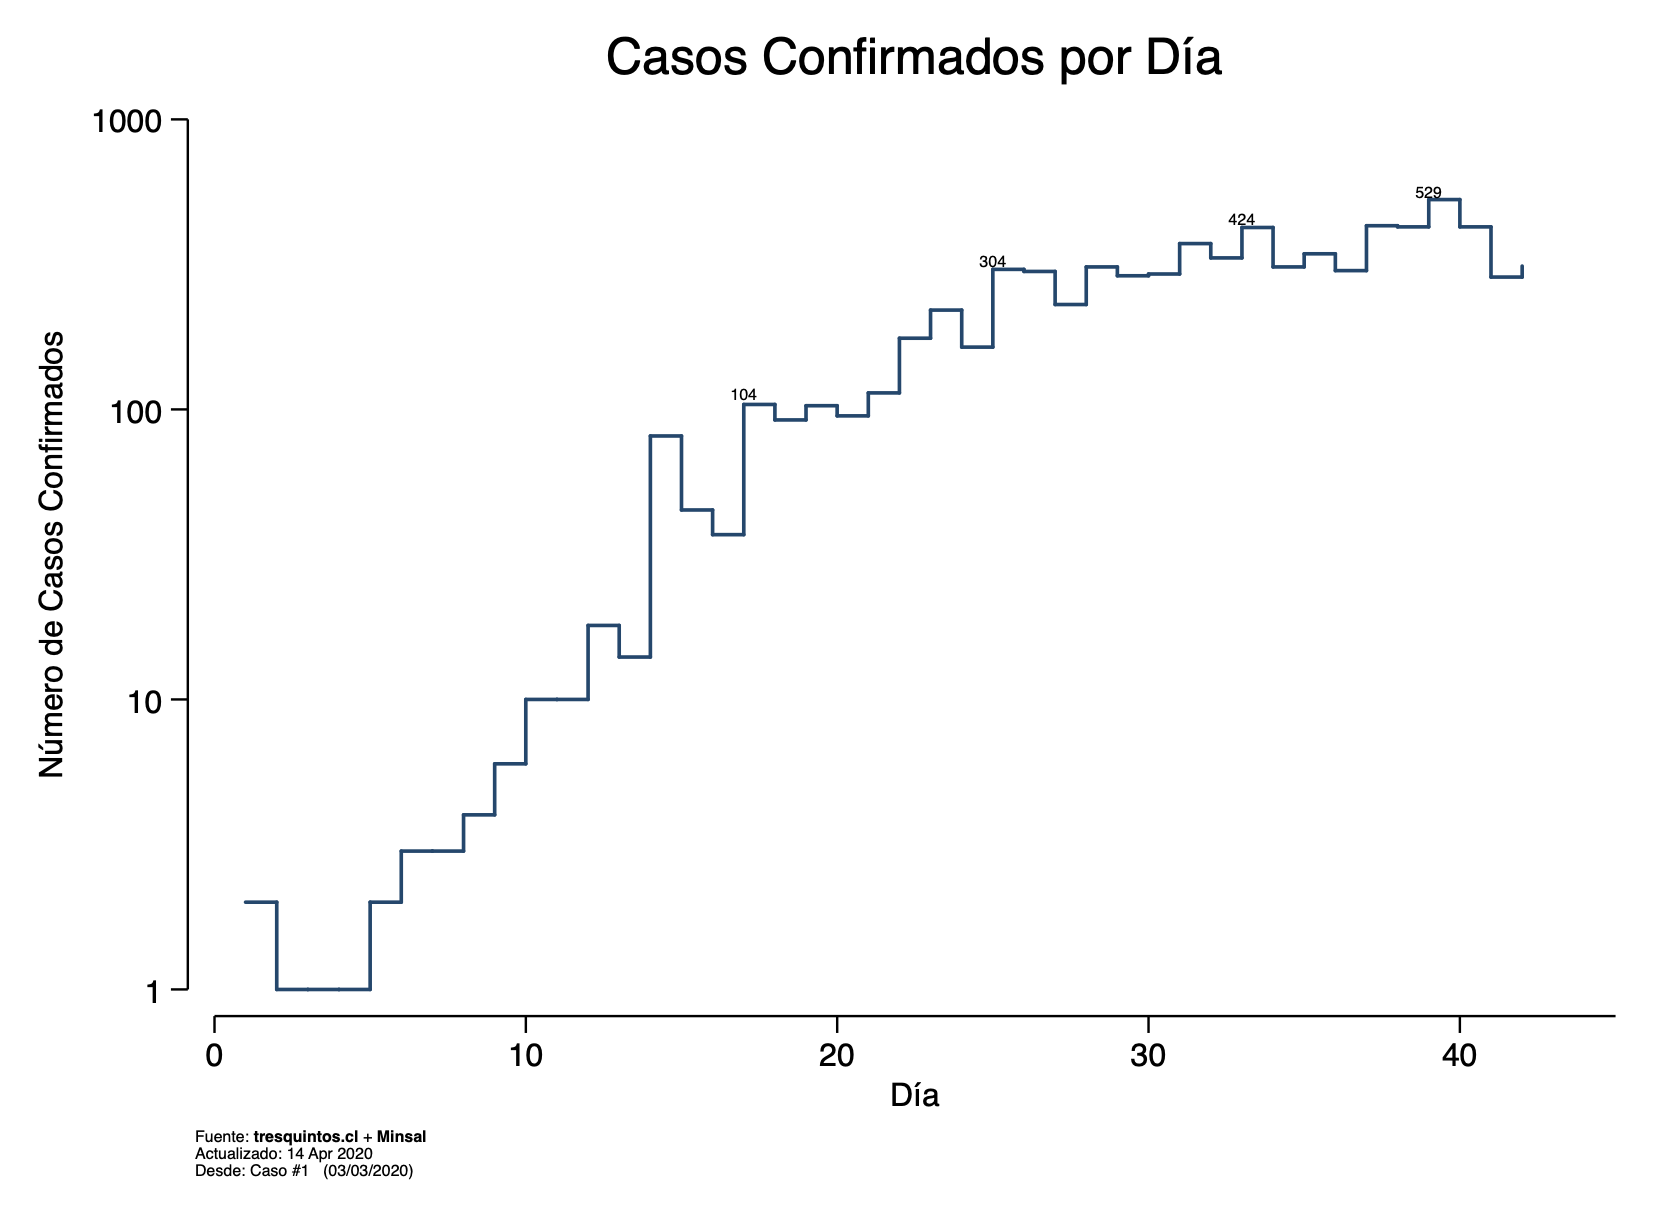 Casos Confirmados por Día
Número de Casos Confirmados
1000
100
10
1
104
304
424
529
0 10 20 30 40
Día
Fuente: tresquintos.cl + Minsal
Actualizado: 14 Apr 2020
Desde: Caso #1 (03/03/2020)